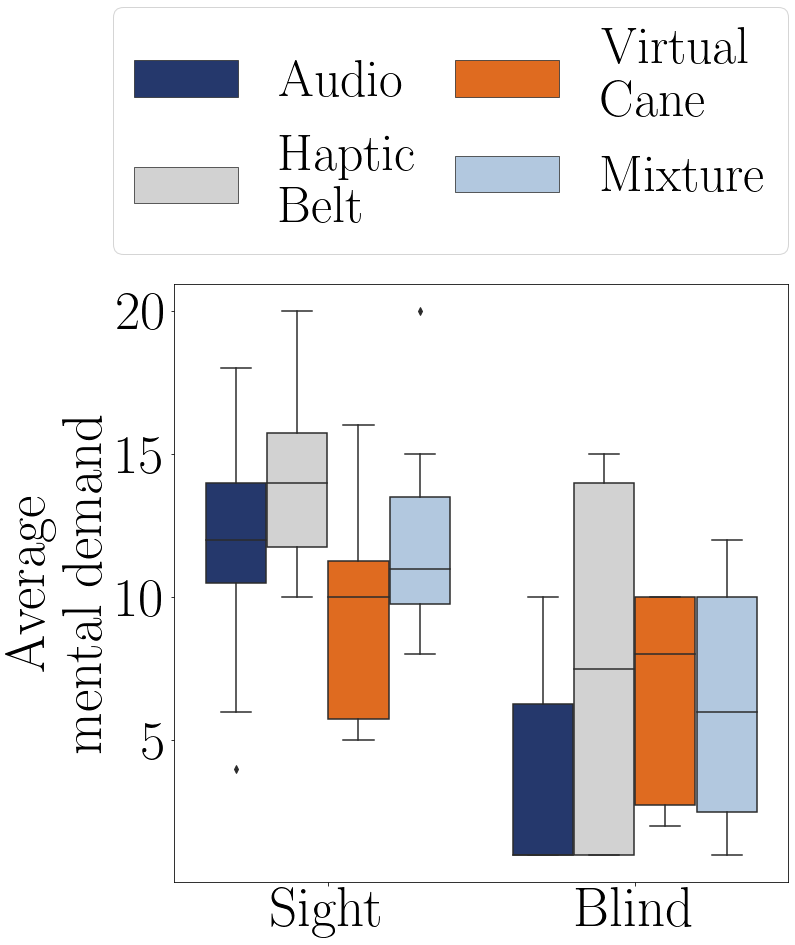 Audio
Haptic
Belt
Virtual
Cane
Mixture
20
15
10
5
Average
mental demand
Sight
Blind